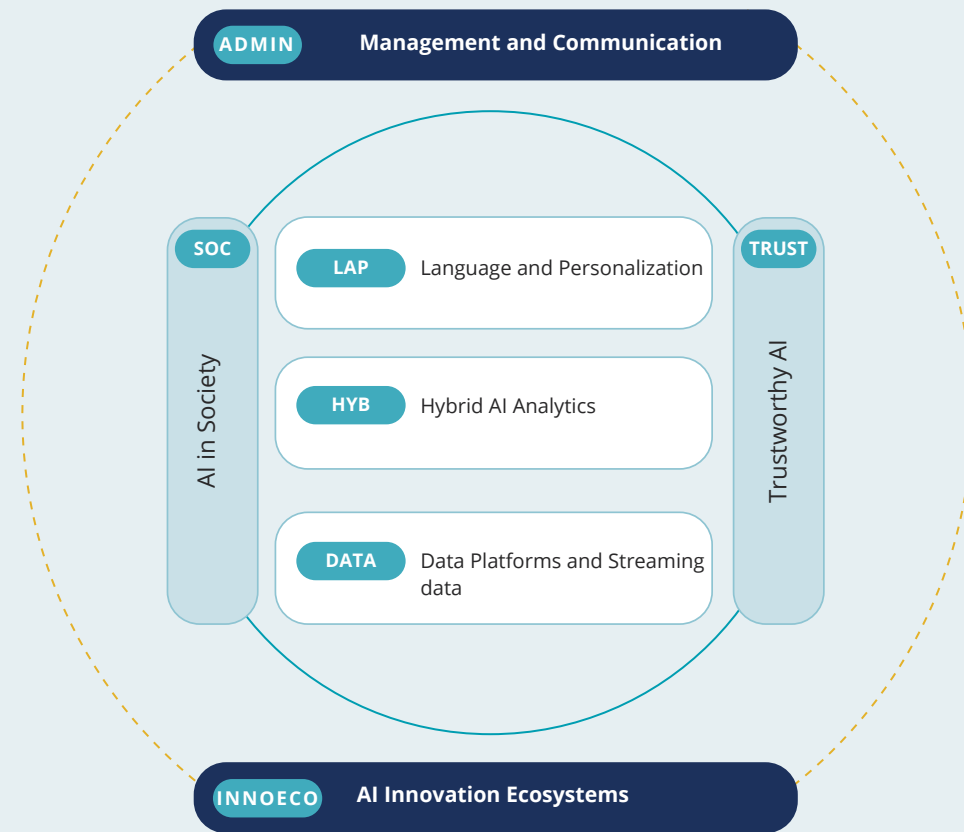 ADMIN Management and Communication
SOC
TRUST
LAP Language and Personalization
AI in Society
Trustworthy AI
HYB Hybrid AI Analytics
DATA Data Platforms and Streaming
data
INNOECO AI Innovation Ecosystems